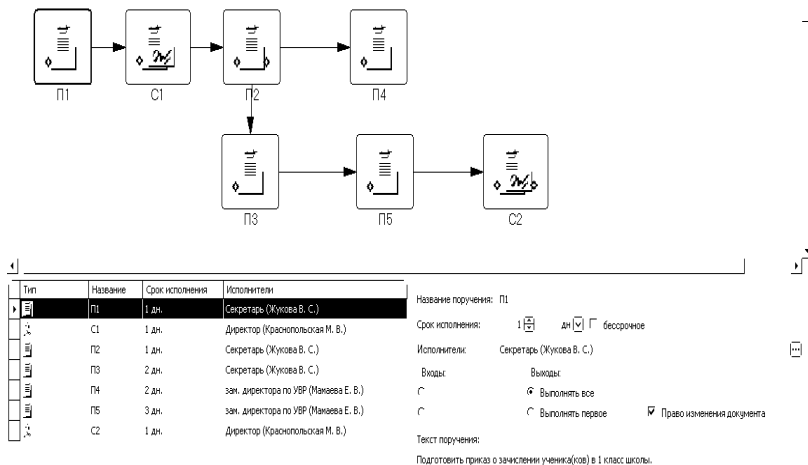 П1
С1
П2
П4
П3
П5
С2
Тип Название Срок исполнения Исполнители
П1 1 дн. Секретарь (Жукова В. С.)
С1 1 дн. Директор (Краснопольская М. В.)
П2 1 дн. Секретарь (Жукова В. С.)
П3 2 дн. Секретарь (Жукова В. С.)
П4 2 дн. зам. директора по УВР (Мамаева Е. В.)
П5 3 дн. зам. директора по УВР (Мамаева Е. В.)
С2 1 дн. Директор (Краснопольская М. В.)
Название поручения: П1
Срок исполнения: 1 дн бессрочное
Исполнители: Секретарь (Жукова В. С.)
Входы: Выходы:
Выполнять все
Выполнять первое Право изменения документа
Текст поручения:
Подготовить приказ о зачислении ученика(ков) в 1 класс школы.